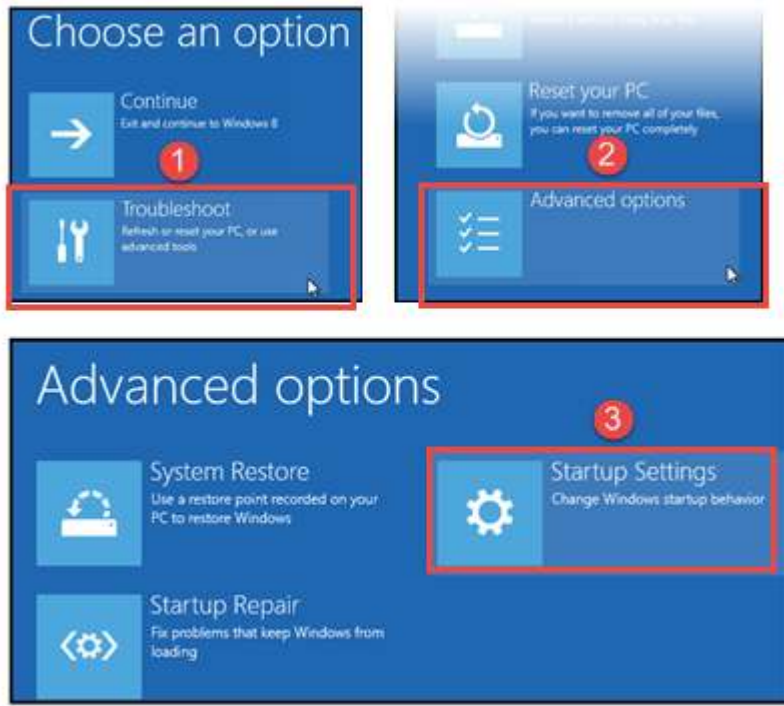 Choose an option
Continue
Exit and continue to Windows 8
1
Troubleshoot
Refresh or reset your PC, or use
advanced tools
Reset your PC
If you want to remove all of your files,
you can reset your PC completely
2
Advanced options
Advanced options
System Restore
Use a restore point recorded on your
PC to restore Windows
3
Startup Settings
Change Windows startup behavior
Startup Repair
Fix problems that keep Windows from
loading